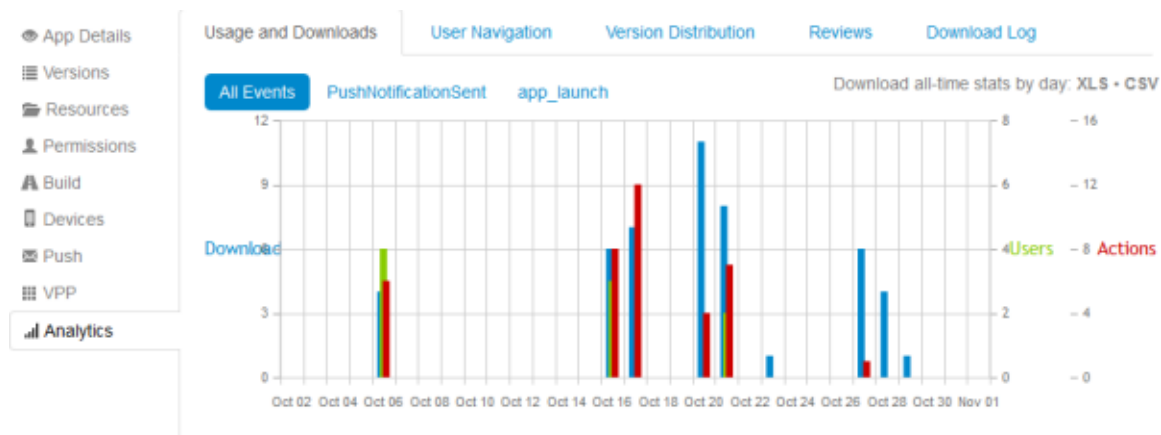 App Details
Versions
Resources
Permissions
Build
Devices
Push
VPP
Analytics
Usage and Downloads User Navigation Version Distribution Reviews Download Log
All Events PushNotificationSent app_launch Download all-time stats by day: XLS • CSV
12 8 16
9 6 12
6 4 Users 8 Actions
3 2 4
0 0 0
Oct 02 Oct 04 Oct 06 Oct 08 Oct 10 Oct 12 Oct 14 Oct 16 Oct 18 Oct 20 Oct 22 Oct 24 Oct 26 Oct 28 Oct 30 Nov 01